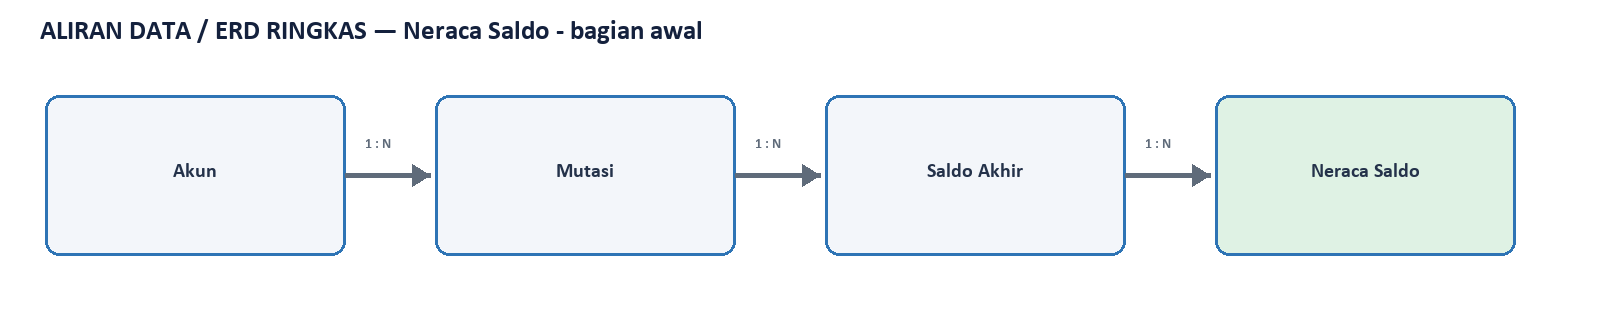 ALIRAN DATA / ERD RINGKAS — Neraca Saldo - bagian awal
Akun
1 : N
Mutasi
1 : N
Saldo Akhir
1 : N
Neraca Saldo